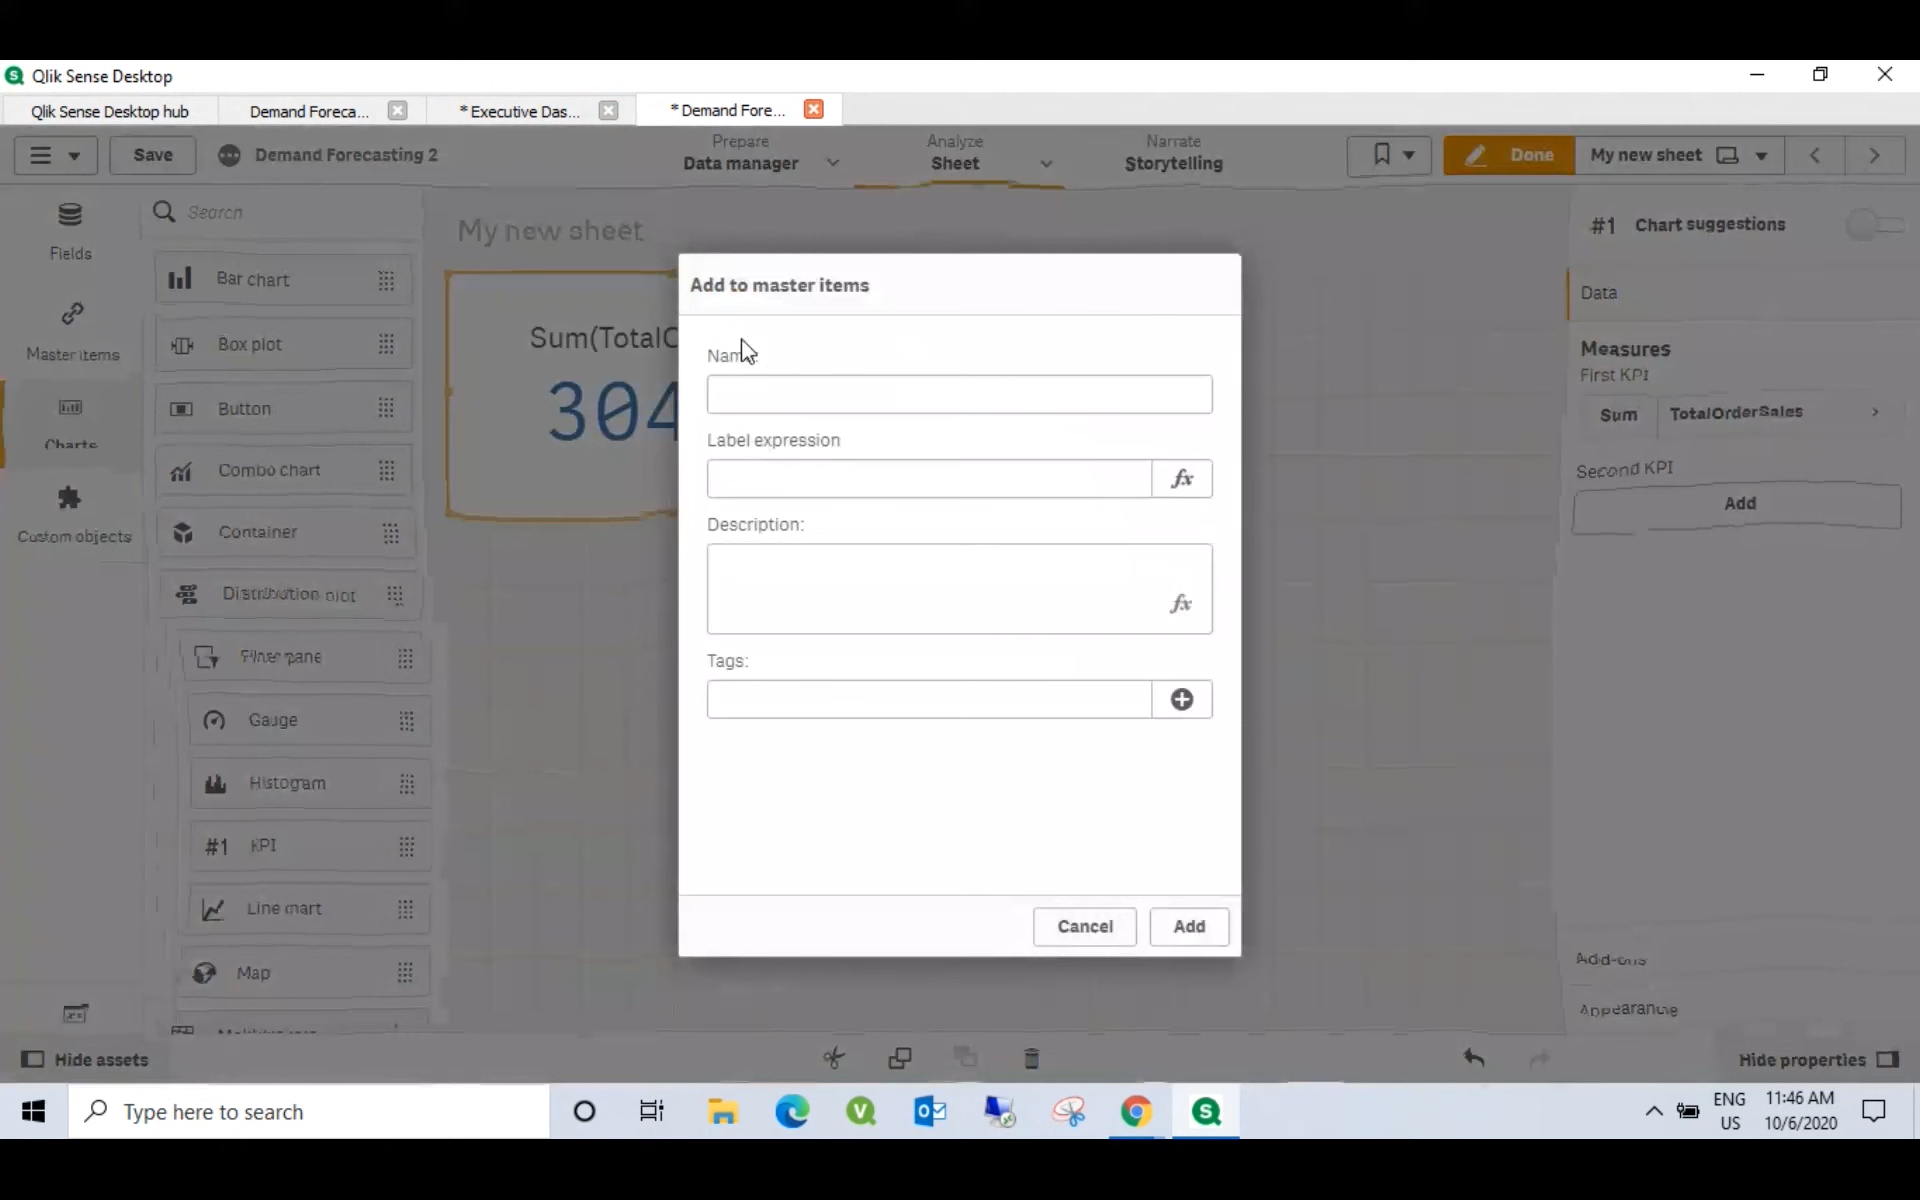 Qlik Sense Desktop
Qlik Sense Desktop hub
Demand Foreca...
* Executive Das...
* Demand Fore...
Save
Demand Forecasting 2
Prepare
Data manager
Analyze
Sheet
Narrate
Storytelling
Done
My new sheet
Fields
Master items
Charts
Custom objects
Search
Bar chart
Box plot
Button
Combo chart
Container
Distribution plot
Filter pane
Gauge
Histogram
#1 KPI
Line chart
Map
My new sheet
Sum(TotalO
304
Add to master items
Name:
Label expression
fx
Description:
fx
Tags:
Cancel
Add
#1 Chart suggestions
Data
Measures
First KPI
Sum
TotalOrderSales
Second KPI
Add
Add-ons
Appearance
Hide assets
Hide properties
Type here to search
ENG
US
11:46 AM
10/6/2020